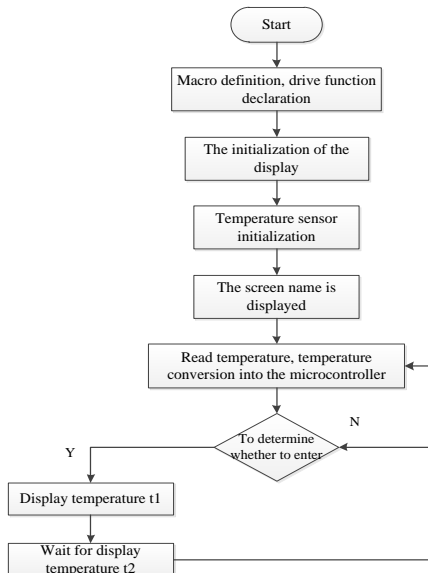 Start
Macro definition, drive function
declaration
The initialization of the
display
Temperature sensor
initialization
The screen name is
displayed
Read temperature, temperature
conversion into the microcontroller
To determine
whether to enter
N
Y
Display temperature t1
Wait for display
temperature t2